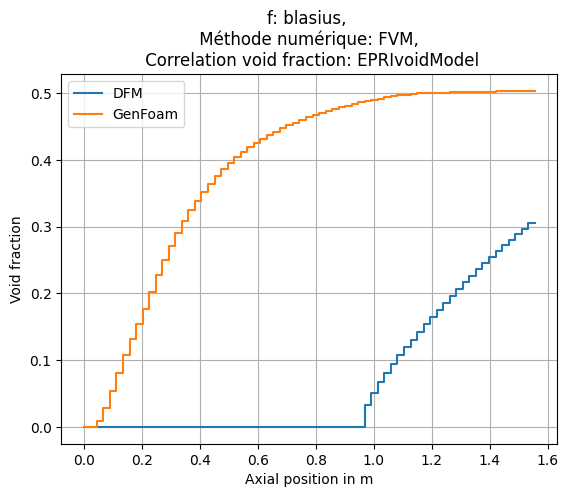 f: blasius,
Méthode numérique: FVM,
Correlation void fraction: EPRIvoidModel
DFM
GenFoam
Void fraction
0.5
0.4
0.3
0.2
0.1
0.0
0.0 0.2 0.4 0.6 0.8 1.0 1.2 1.4 1.6
Axial position in m